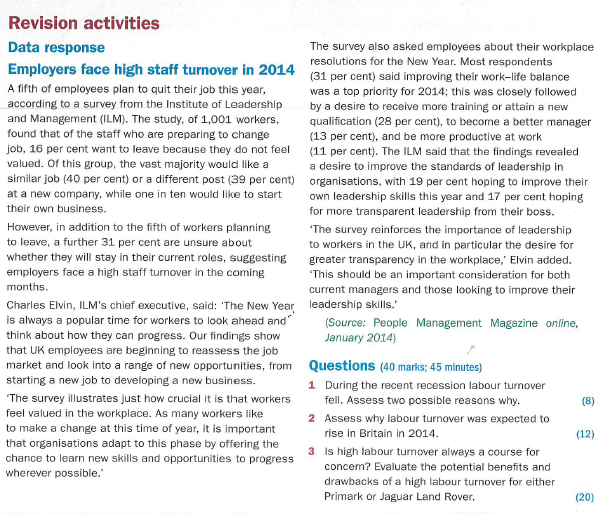 Revision activities
Data response
Employers face high staff turnover in 2014
A fifth of employees plan to quit their job this year,
according to a survey from the Institute of Leadership
and Management (ILM). The study, of 1,001 workers,
found that of the staff who are preparing to change
job, 16 per cent want to leave because they do not feel
valued. Of this group, the vast majority would like a
similar job (40 per cent) or a different post (39 per cent)
at a new company, while one in ten would like to start
their own business.
However, in addition to the fifth of workers planning
to leave, a further 31 per cent are unsure about
whether they will stay in their current roles, suggesting
employers face a high staff turnover in the coming
months.
Charles Elvin, ILM's chief executive, said: 'The New Year
is always a popular time for workers to look ahead and
think about how they can progress. Our findings show
that UK employees are beginning to reassess the job
market and look into a range of new opportunities, from
starting a new job to developing a new business.
'The survey illustrates just how crucial it is that workers
feel valued in the workplace. As many workers like
to make a change at this time of year, it is important
that organisations adapt to this phase by offering the
chance to learn new skills and opportunities to progress
wherever possible.'
The survey also asked employees about their workplace
resolutions for the New Year. Most respondents
(31 per cent) said improving their work–life balance
was a top priority for 2014; this was closely followed
by a desire to receive more training or attain a new
qualification (28 per cent), to become a better manager
(13 per cent), and be more productive at work
(11 per cent). The ILM said that the findings revealed
a desire to improve the standards of leadership in
organisations, with 19 per cent hoping to improve their
own leadership skills this year and 17 per cent hoping
for more transparent leadership from their boss.
'The survey reinforces the importance of leadership
to workers in the UK, and in particular the desire for
greater transparency in the workplace,' Elvin added.
'This should be an important consideration for both
current managers and those looking to improve their
leadership skills.'
(Source: People Management Magazine online,
January 2014)
Questions (40 marks; 45 minutes)
1 During the recent recession labour turnover
fell. Assess two possible reasons why. (8)
2 Assess why labour turnover was expected to
rise in Britain in 2014. (12)
3 Is high labour turnover always a course for
concern? Evaluate the potential benefits and
drawbacks of a high labour turnover for either
Primark or Jaguar Land Rover. (20)